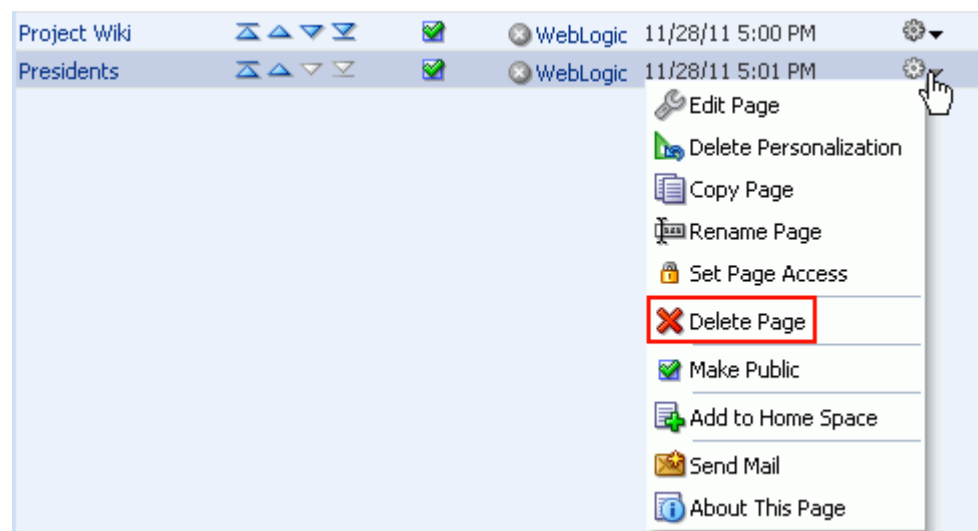 Project Wiki WebLogic 11/28/11 5:00 PM
Presidents WebLogic 11/28/11 5:01 PM
Edit Page
Delete Personalization
Copy Page
Rename Page
Set Page Access
Delete Page
Make Public
Add to Home Space
Send Mail
About This Page